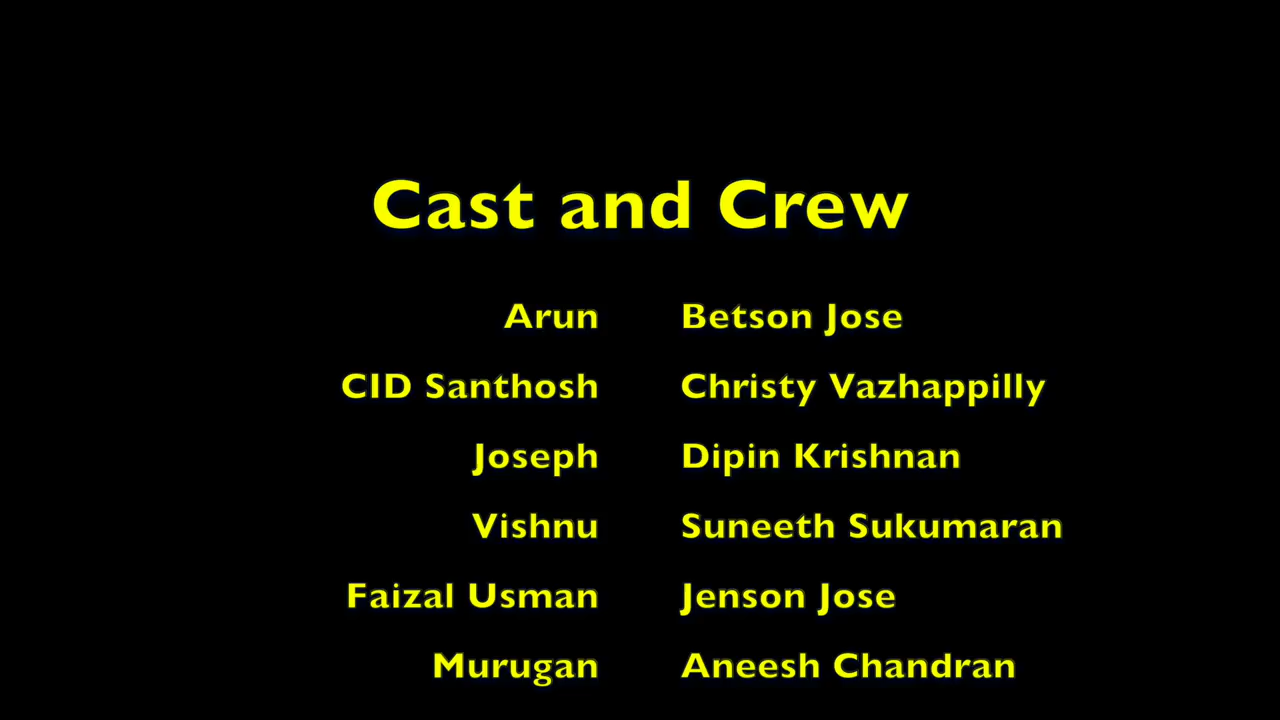 Cast and Crew
Arun Betson Jose
CID Santhosh Christy Vazhappilly
Joseph Dipin Krishnan
Vishnu Suneeth Sukumaran
Faizal Usman Jenson Jose
Murugan Aneesh Chandran